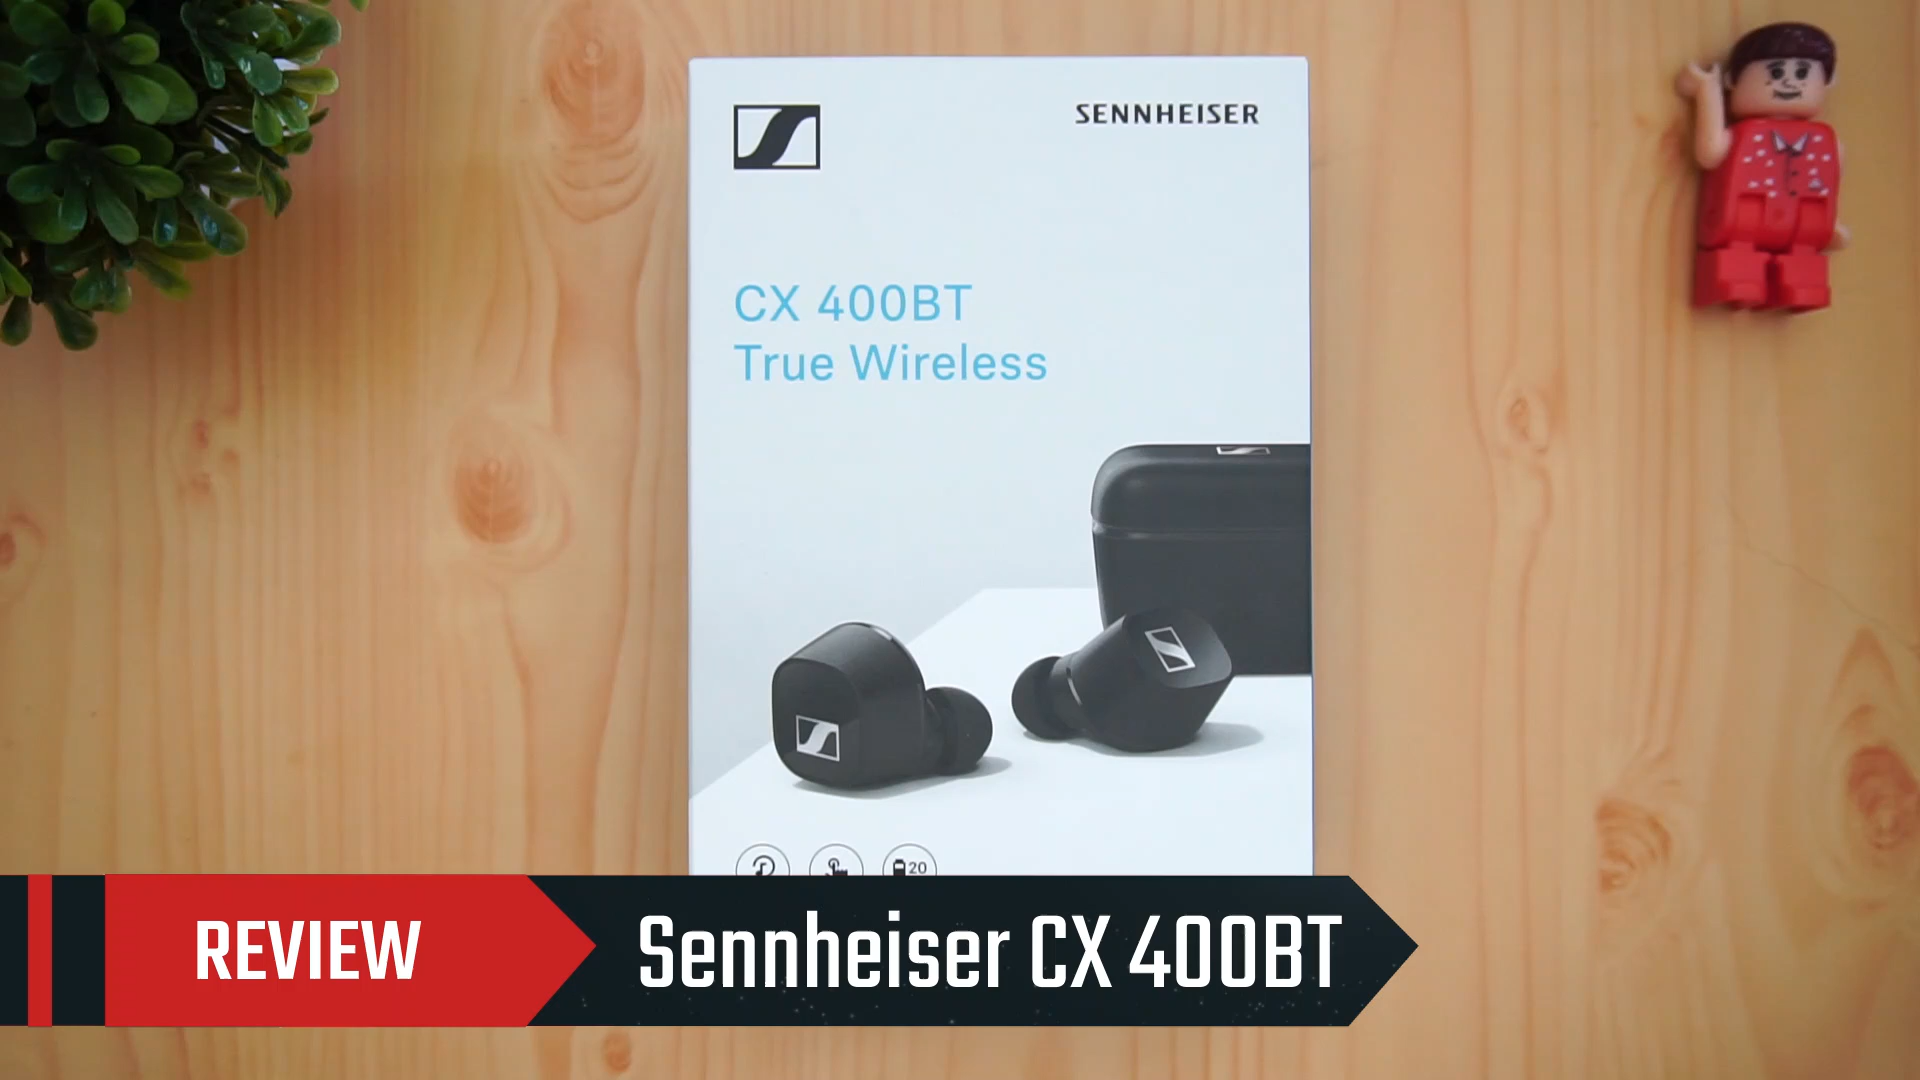 SENNHEISER
CX 400BT
True Wireless
20
REVIEW
Sennheiser CX 400BT